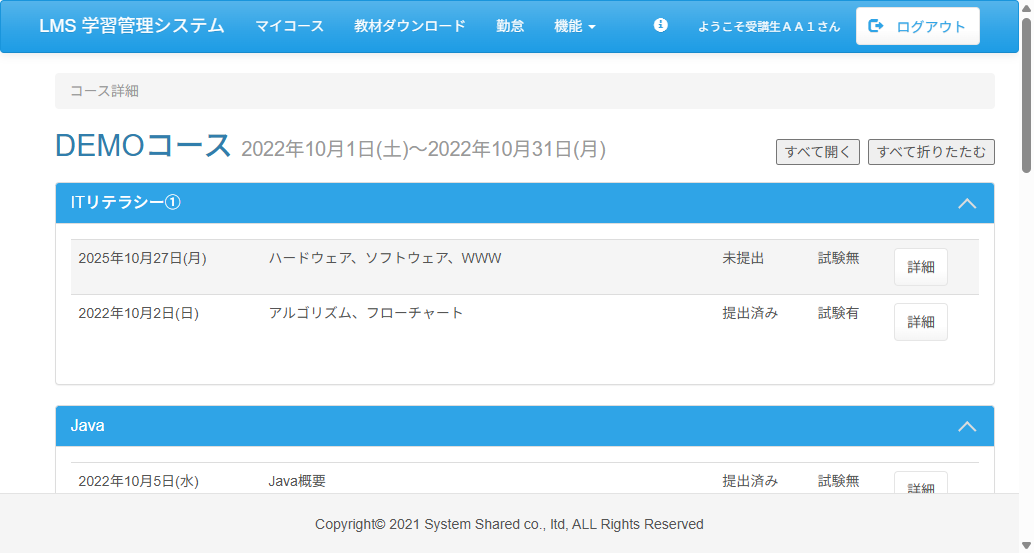 LMS 学習管理システム マイコース 教材ダウンロード 勤怠 機能 ようこそ受講生ＡＡ１さん ログアウト
コース詳細
DEMOコース 2022年10月1日(土)～2022年10月31日(月) すべて開く すべて折りたたむ
ITリテラシー①
2025年10月27日(月) ハードウェア、ソフトウェア、WWW 未提出 試験無 詳細
2022年10月2日(日) アルゴリズム、フローチャート 提出済み 試験有 詳細
Java
2022年10月5日(水) Java概要 提出済み 試験無 詳細
Copyright© 2021 System Shared co., ltd, ALL Rights Reserved